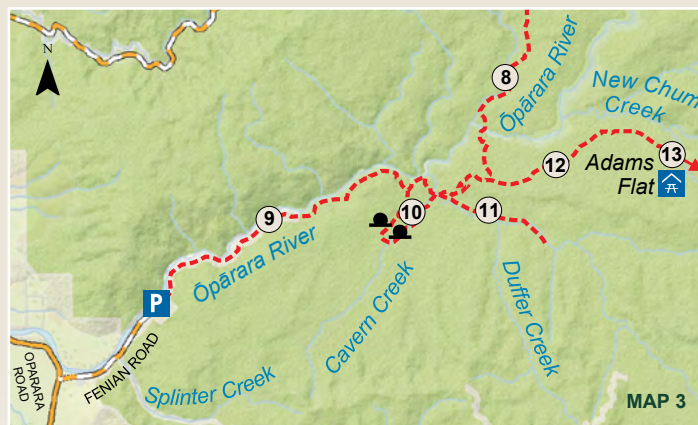 N
8
Ōpārara River
New Chum
Creek
13
Adams
Flat
12
10
11
9
Ōpārara River
P
Cavern Creek
Duffer Creek
OPARARA
ROAD
FENIAN ROAD
Splinter Creek
MAP 3